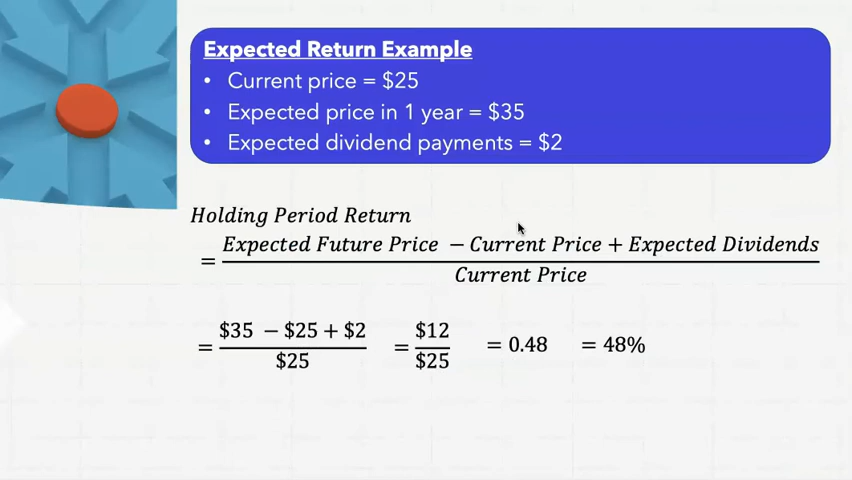 Expected Return Example
• Current price = $25
• Expected price in 1 year = $35
• Expected dividend payments = $2
Holding Period Return
= Expected Future Price − Current Price + Expected Dividends
Current Price
= $35 − $25 + $2 = $12 = 0.48 = 48%
$25 $25